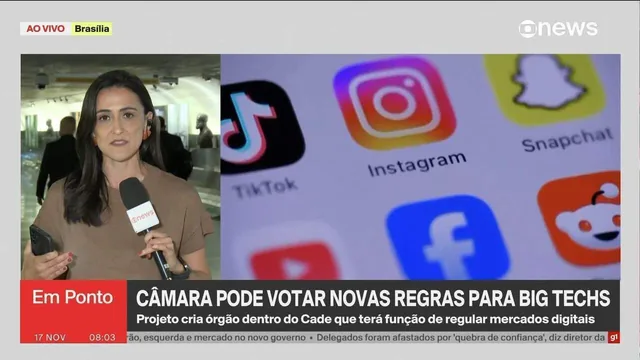 AO VIVO Brasília
news
TikTok
Instagram
Snapchat
news
Em Ponto
CÂMARA PODE VOTAR NOVAS REGRAS PARA BIG TECHS
Projeto cria órgão dentro do Cade que terá função de regular mercados digitais
17 NOV 08:03 rão, esquerda e mercado no novo governo • Delegados foram afastados por 'quebra de confiança', diz diretor da g1